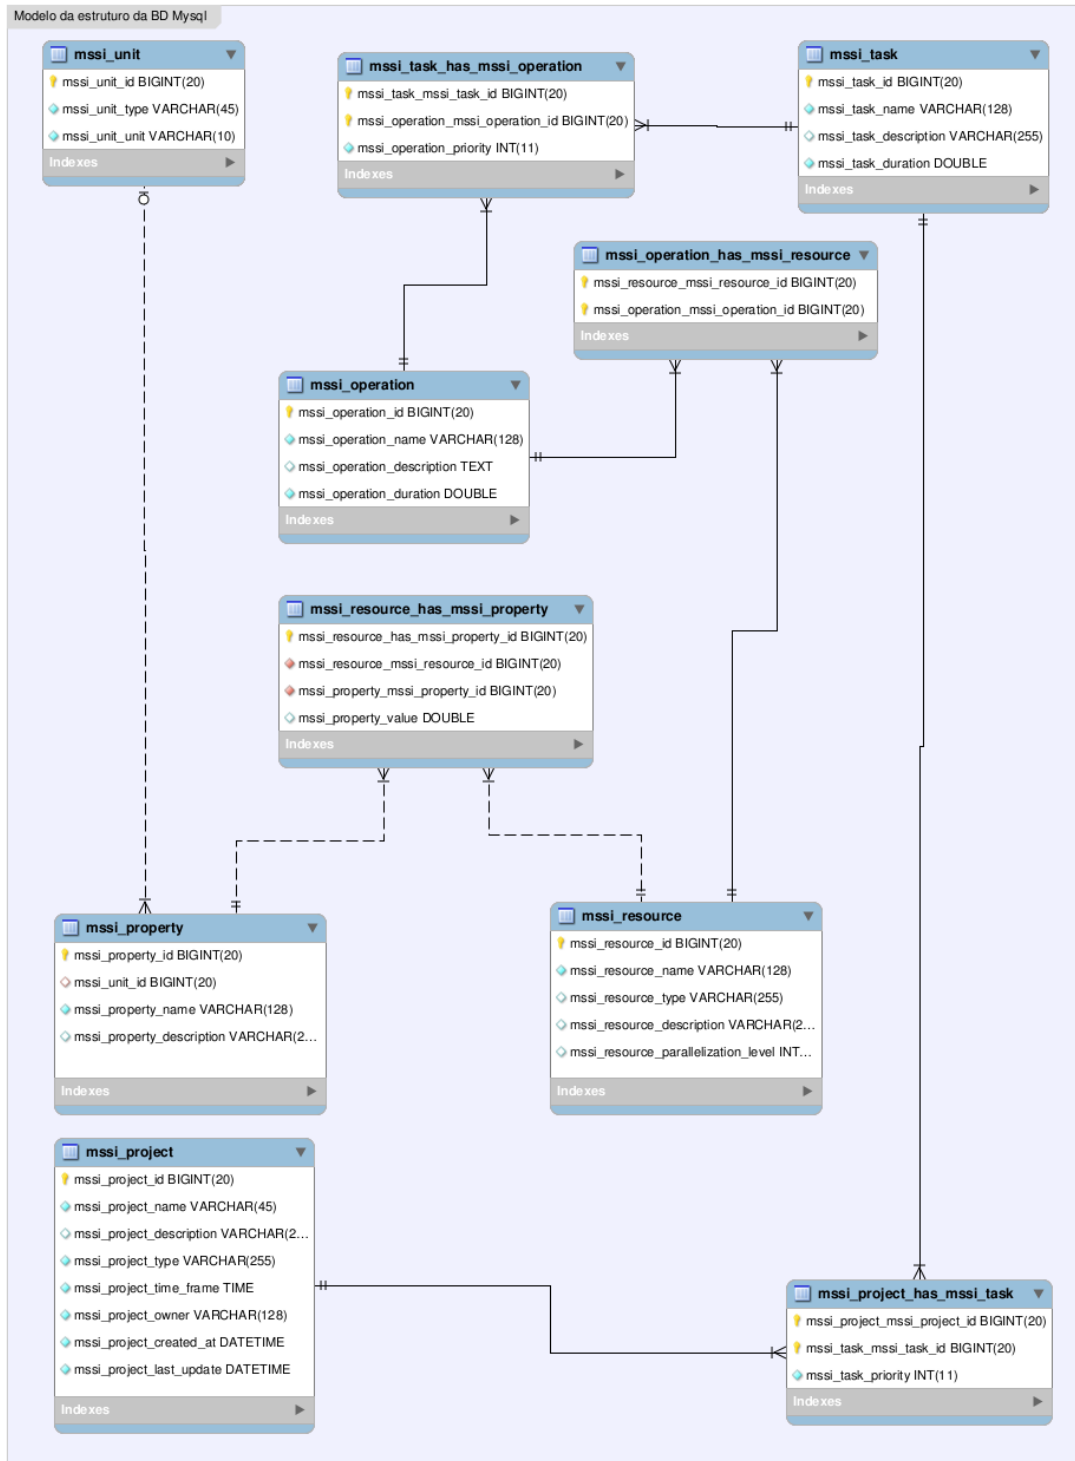 Modelo da estruturo da BD Mysql
mssi_unit
mssi_unit_id BIGINT(20)
mssi_unit_type VARCHAR(45)
mssi_unit_unit VARCHAR(10)
Indexes
mssi_task_has_mssi_operation
mssi_task_mssi_task_id BIGINT(20)
mssi_operation_mssi_operation_id BIGINT(20)
mssi_operation_priority INT(11)
Indexes
mssi_task
mssi_task_id BIGINT(20)
mssi_task_name VARCHAR(128)
mssi_task_description VARCHAR(255)
mssi_task_duration DOUBLE
Indexes
mssi_operation_has_mssi_resource
mssi_resource_mssi_resource_id BIGINT(20)
mssi_operation_mssi_operation_id BIGINT(20)
Indexes
mssi_operation
mssi_operation_id BIGINT(20)
mssi_operation_name VARCHAR(128)
mssi_operation_description TEXT
mssi_operation_duration DOUBLE
Indexes
mssi_resource_has_mssi_property
mssi_resource_has_mssi_property_id BIGINT(20)
mssi_resource_mssi_resource_id BIGINT(20)
mssi_property_mssi_property_id BIGINT(20)
mssi_property_value DOUBLE
Indexes
mssi_property
mssi_property_id BIGINT(20)
mssi_unit_id BIGINT(20)
mssi_property_name VARCHAR(128)
mssi_property_description VARCHAR(2...
Indexes
mssi_resource
mssi_resource_id BIGINT(20)
mssi_resource_name VARCHAR(128)
mssi_resource_type VARCHAR(255)
mssi_resource_description VARCHAR(2...
mssi_resource_parallelization_level INT...
Indexes
mssi_project
mssi_project_id BIGINT(20)
mssi_project_name VARCHAR(45)
mssi_project_description VARCHAR(2...
mssi_project_type VARCHAR(255)
mssi_project_time_frame TIME
mssi_project_owner VARCHAR(128)
mssi_project_created_at DATETIME
mssi_project_last_update DATETIME
Indexes
mssi_project_has_mssi_task
mssi_project_mssi_project_id BIGINT(20)
mssi_task_mssi_task_id BIGINT(20)
mssi_task_priority INT(11)
Indexes